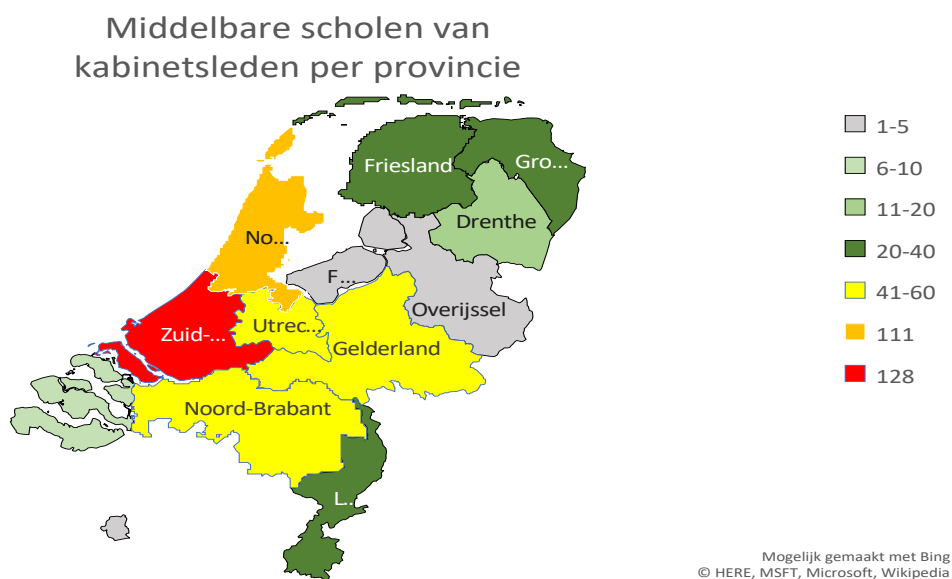 Middelbare scholen van
kabinetsleden per provincie
Friesland
Gro...
Drenthe
No...
F...
Overijssel
Zuid-...
Utrec...
Gelderland
Noord-Brabant
L...
1-5
6-10
11-20
20-40
41-60
111
128
Mogelijk gemaakt met Bing
© HERE, MSFT, Microsoft, Wikipedia